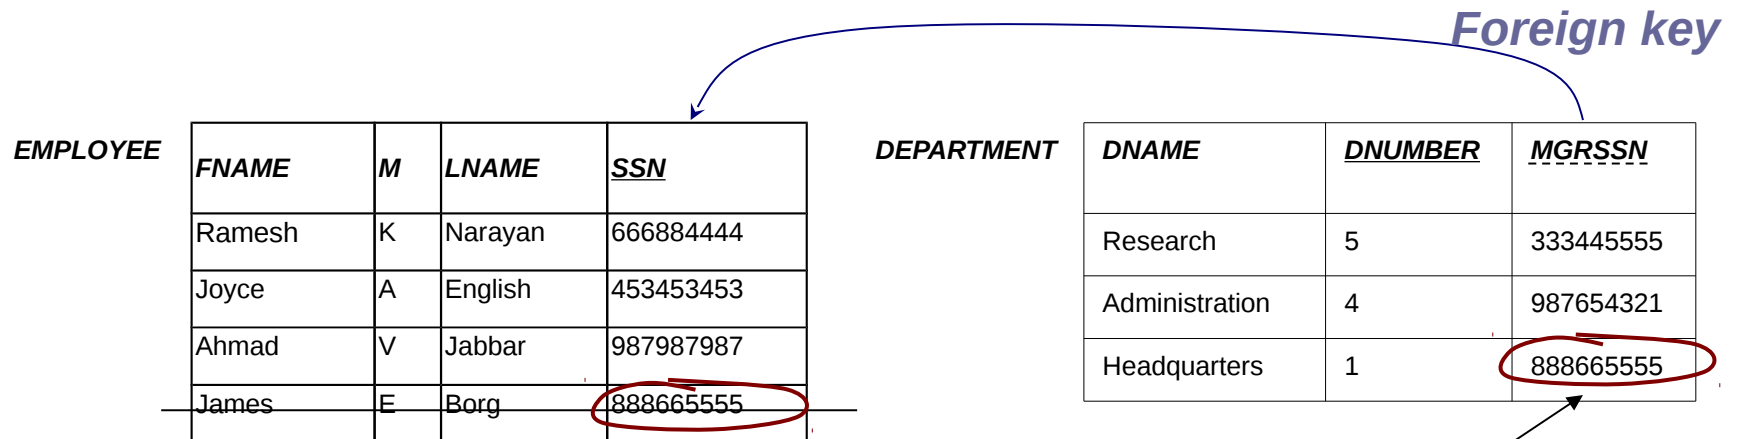 Foreign key
EMPLOYEE
FNAME M LNAME SSN
Ramesh K Narayan 666884444
Joyce A English 453453453
Ahmad V Jabbar 987987987
James E Borg 888665555
DEPARTMENT
DNAME DNUMBER MGRSSN
Research 5 333445555
Administration 4 987654321
Headquarters 1 888665555